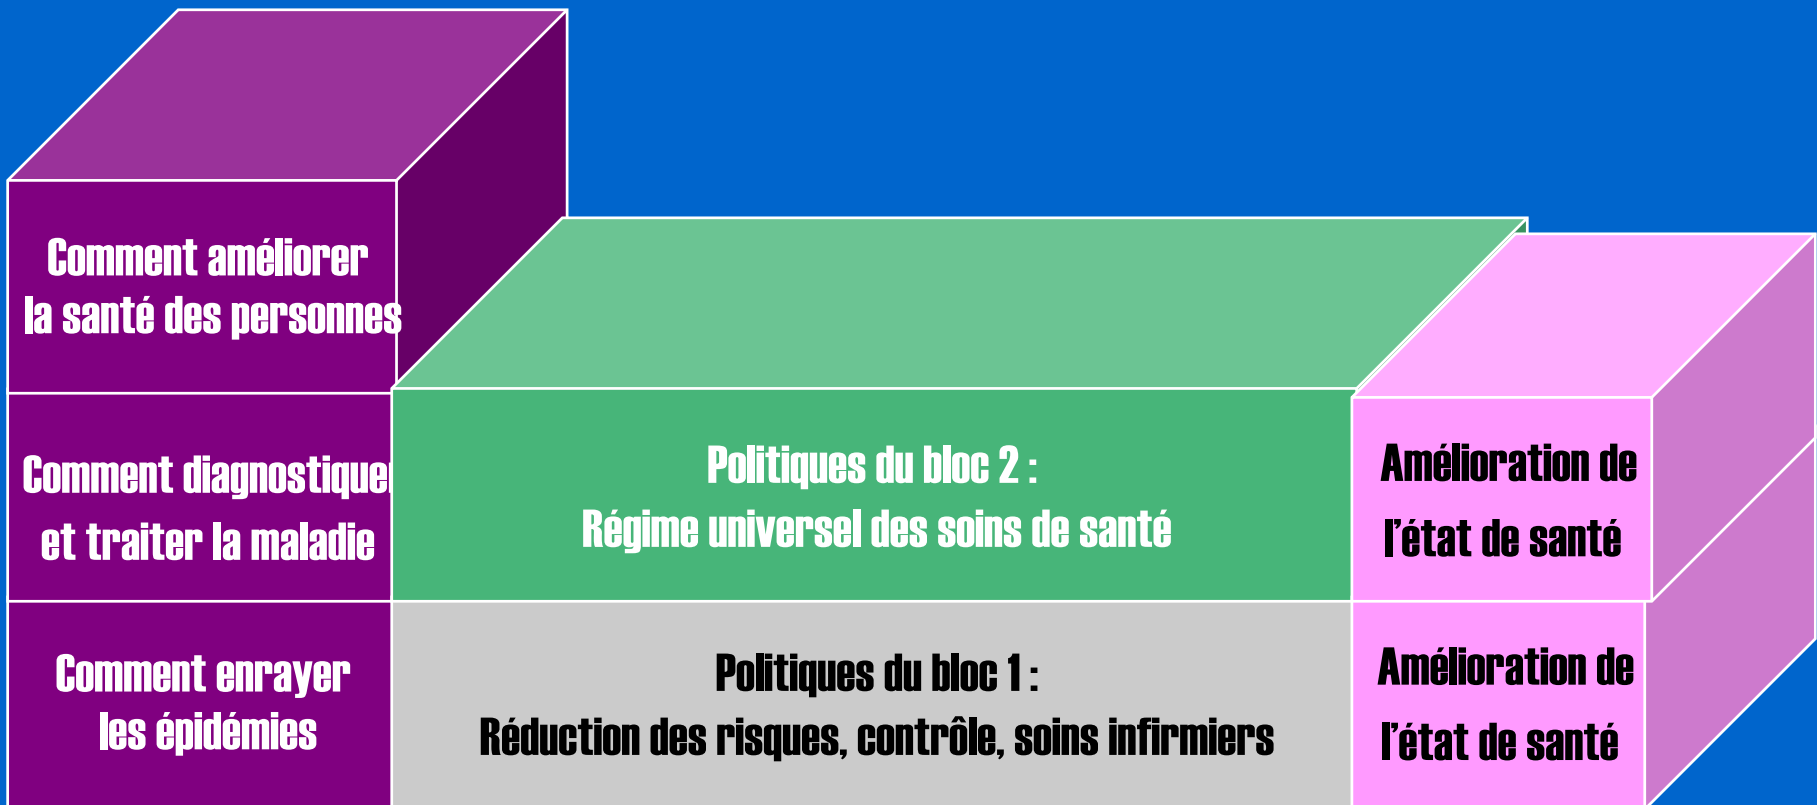 Comment améliorer
la santé des personnes
Comment diagnostiquer
et traiter la maladie
Politiques du bloc 2 :
Régime universel des soins de santé
Amélioration de
l'état de santé
Comment enrayer
les épidémies
Politiques du bloc 1 :
Réduction des risques, contrôle, soins infirmiers
Amélioration de
l'état de santé